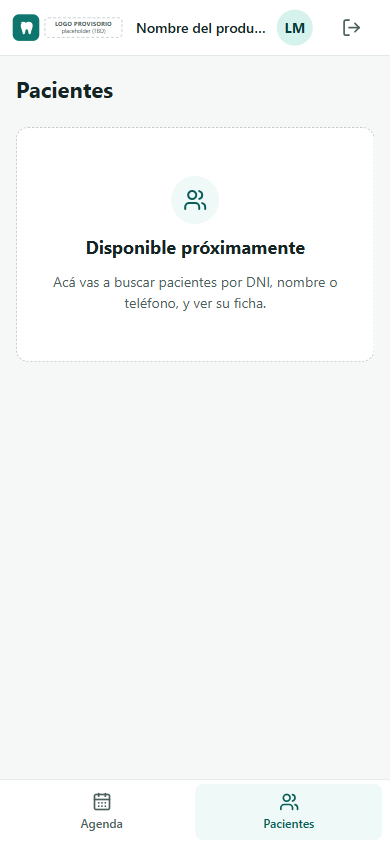 LOGO PROVISORIO
placeholder (1BD)
Nombre del produ...
LM
Pacientes
Disponible próximamente
Acá vas a buscar pacientes por DNI, nombre o
teléfono, y ver su ficha.
Agenda
Pacientes